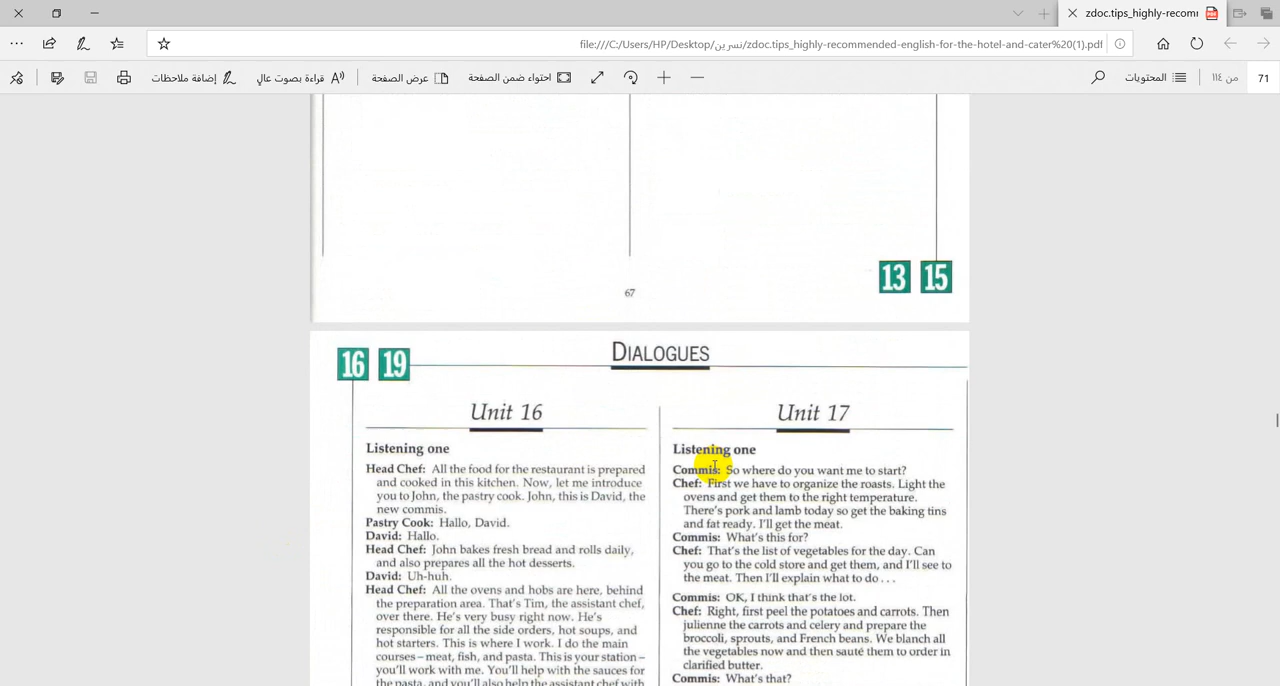 zdoc.tips_highly-recomm
file:///C:/Users/HP/Desktop/نسرين/zdoc.tips_highly-recommended-english-for-the-hotel-and-cater%20(1).pdf
إضافة ملاحظات
قراءة بصوت عالٍ
عرض الصفحة
احتواء ضمن الصفحة
المحتويات
من ١١٤
71
67
13 15
16 19
DIALOGUES
Unit 16
Listening one
Head Chef: All the food for the restaurant is prepared
and cooked in this kitchen. Now, let me introduce
you to John, the pastry cook. John, this is David, the
new commis.
Pastry Cook: Hallo, David.
David: Hallo.
Head Chef: John bakes fresh bread and rolls daily,
and also prepares all the hot desserts.
David: Uh-huh.
Head Chef: All the ovens and hobs are here, behind
the preparation area. That's Tim, the assistant chef,
over there. He's very busy right now. He's
responsible for all the side orders, hot soups, and
hot starters. This is where I work. I do the main
courses – meat, fish, and pasta. This is your station –
you'll work with me. You'll help with the sauces for
the pasta, and you'll also help the assistant chef with
Unit 17
Listening one
Commis: So where do you want me to start?
Chef: First we have to organize the roasts. Light the
ovens and get them to the right temperature.
There's pork and lamb today so get the baking tins
and fat ready. I'll get the meat.
Commis: What's this for?
Chef: That's the list of vegetables for the day. Can
you go to the cold store and get them, and I'll see to
the meat. Then I'll explain what to do . . .
Commis: OK, I think that's the lot.
Chef: Right, first peel the potatoes and carrots. Then
julienne the carrots and celery and prepare the
broccoli, sprouts, and French beans. We blanch all
the vegetables now and then sauté them to order in
clarified butter.
Commis: What's that?